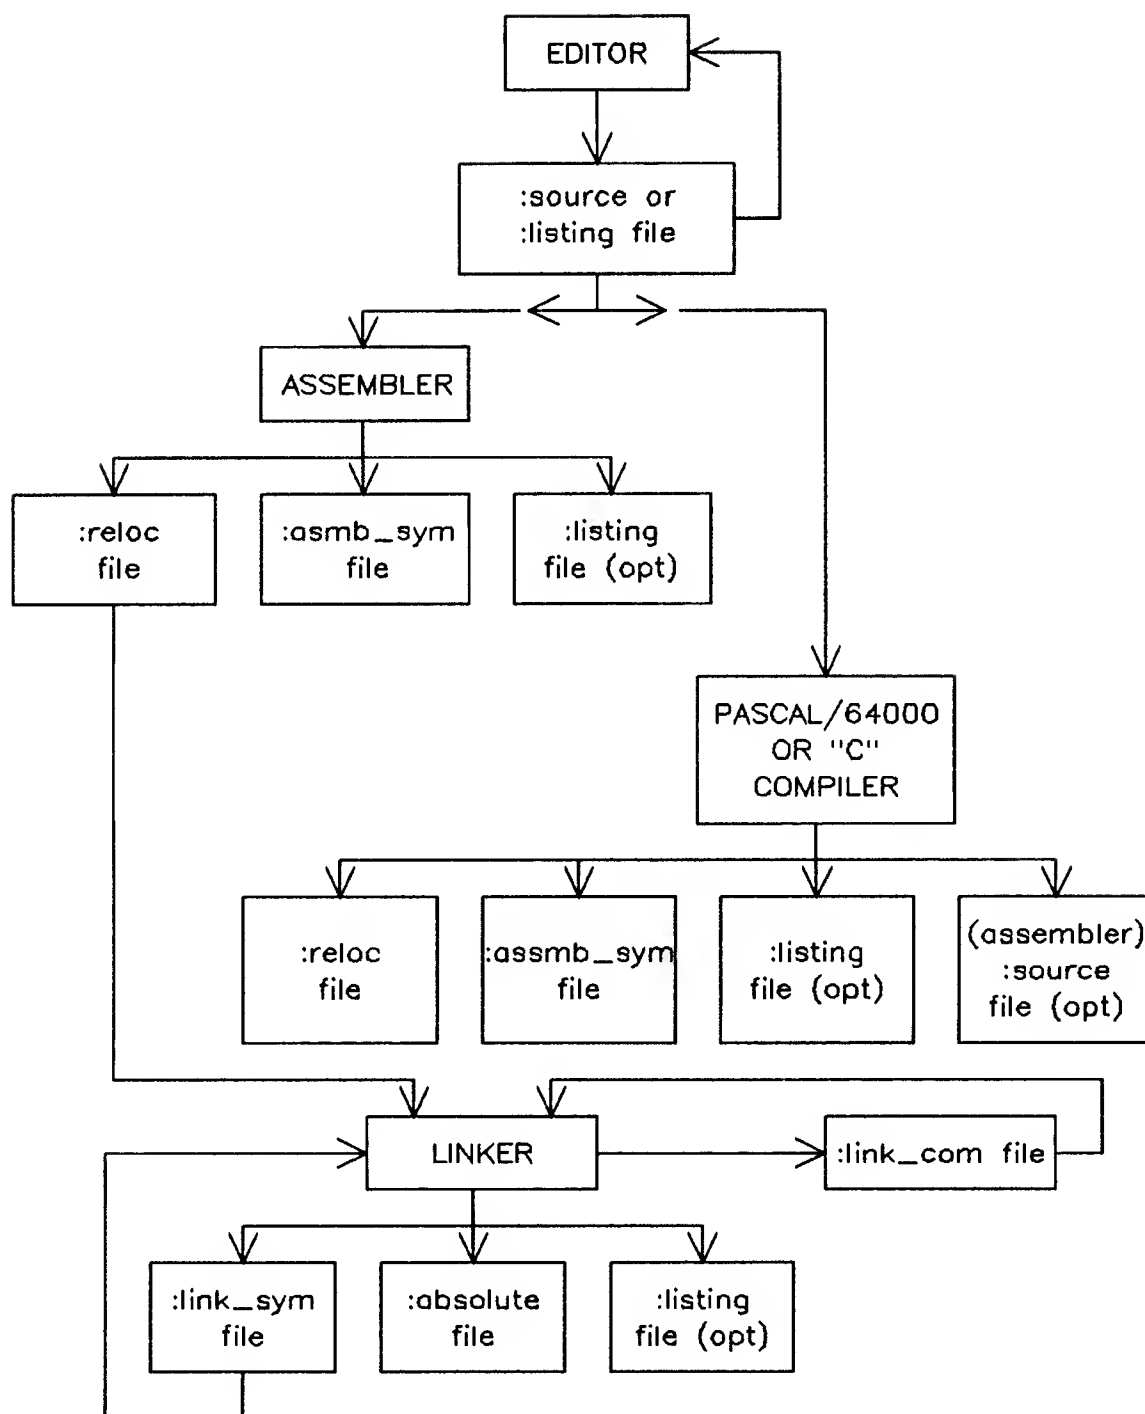 EDITOR
:source or
:listing file
ASSEMBLER
:reloc
file
:asmb_sym
file
:listing
file (opt)
PASCAL/64000
OR "C"
COMPILER
:reloc
file
:assmb_sym
file
:listing
file (opt)
(assembler)
:source
file (opt)
LINKER
:link_com file
:link_sym
file
:absolute
file
:listing
file (opt)